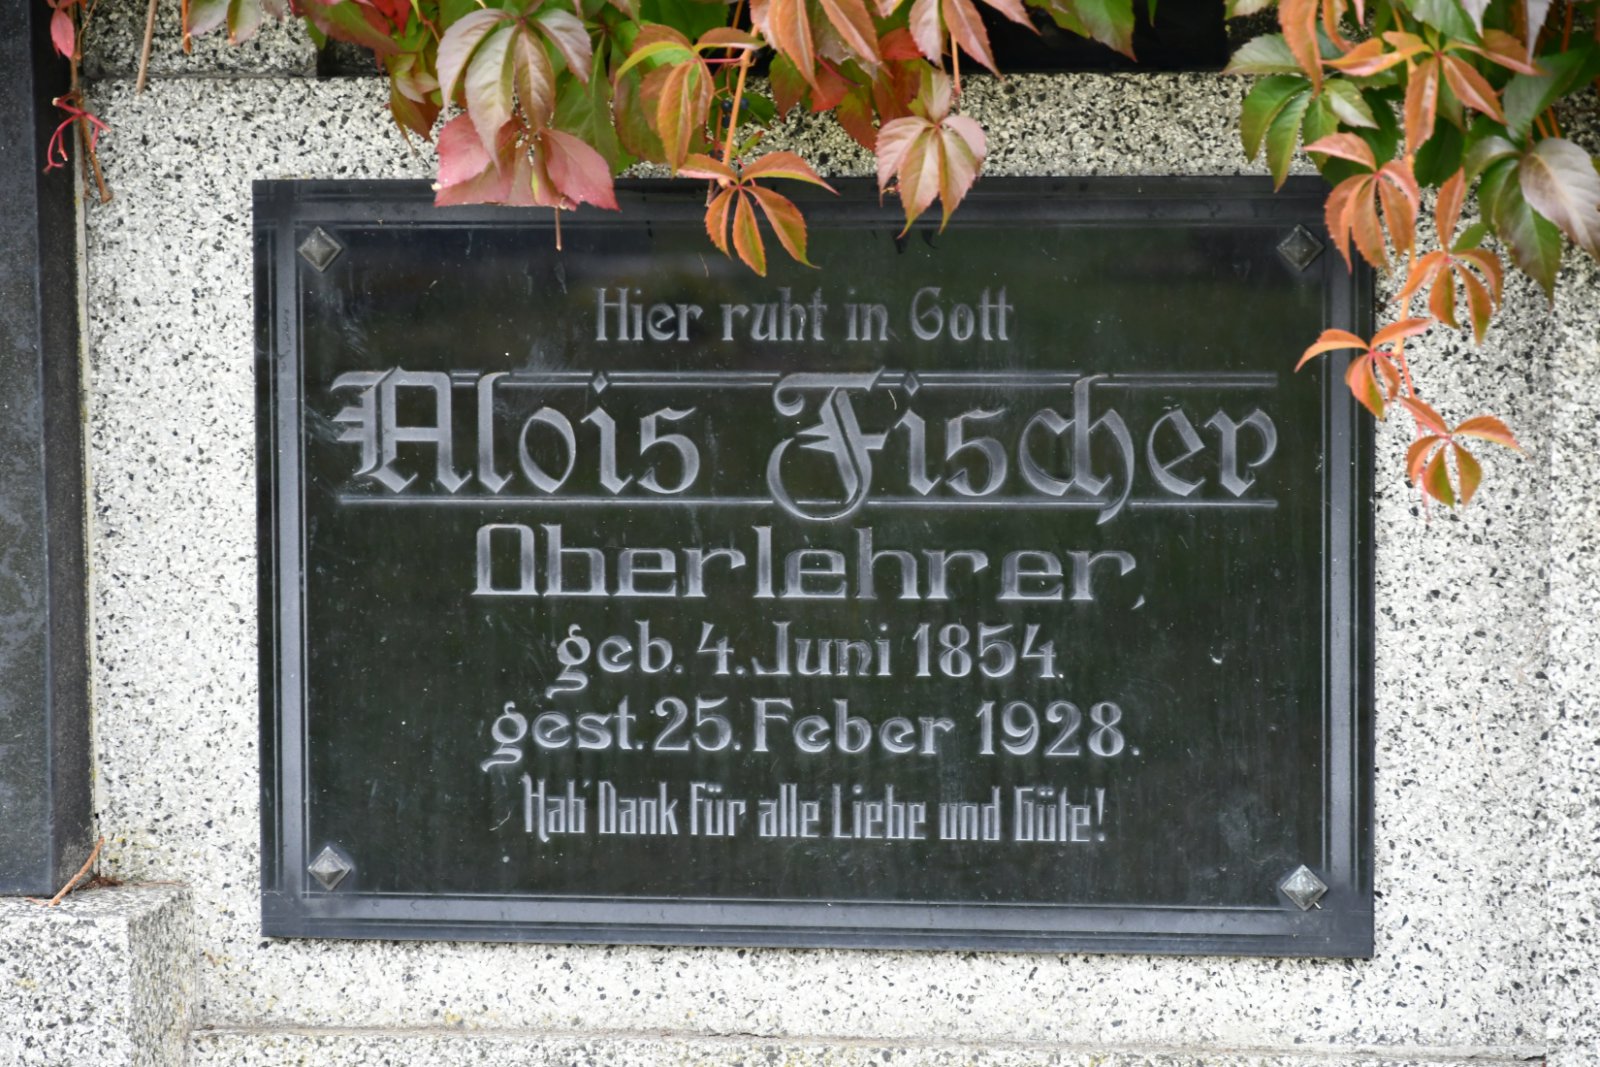 Hier ruht in Gott
Alois Fischer
Oberlehrer,
geb. 4. Juni 1854.
gest. 25. Feber 1928.
Hab' Dank für alle Liebe und Güte!